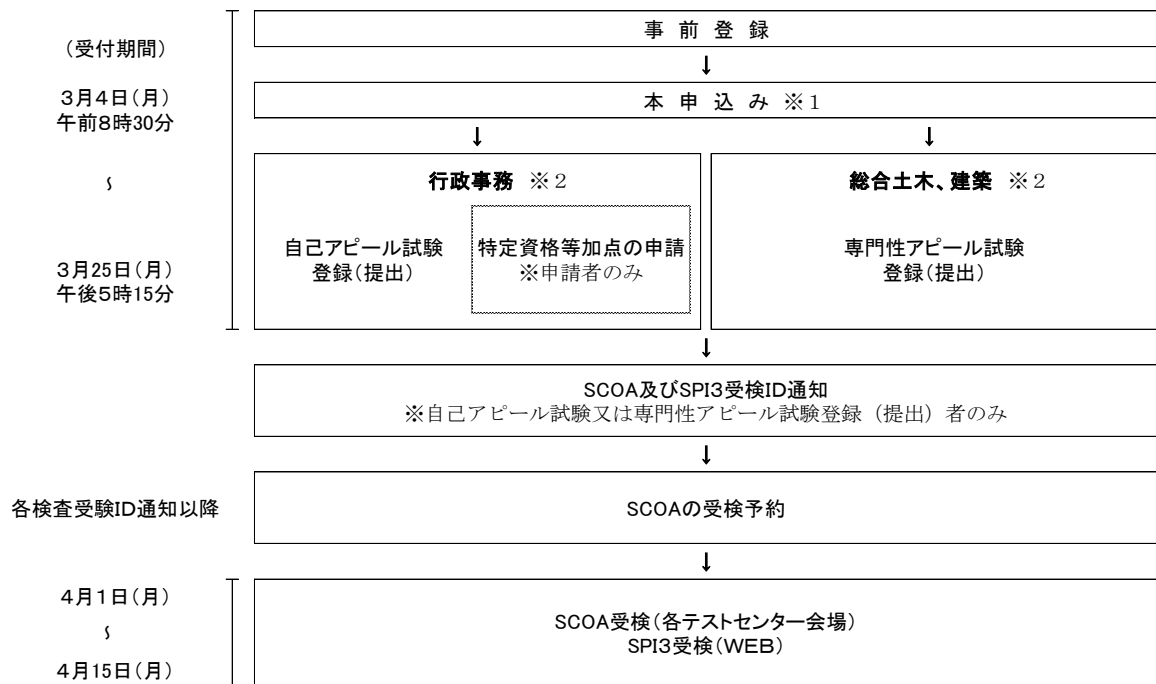 事 前 登 録
(受付期間)
↓
3月4日(月)
午前8時30分
本 申 込 み ※1
↓ ↓
行政事務 ※2
総合土木、建築 ※2
~
自己アピール試験
登録(提出)
特定資格等加点の申請
※申請者のみ
専門性アピール試験
登録(提出)
3月25日(月)
午後5時15分
↓
SCOA及びSPI3受検ID通知
※自己アピール試験又は専門性アピール試験登録(提出)者のみ
↓
各検査受験ID通知以降
SCOAの受検予約
↓
4月1日(月)
~
4月15日(月)
SCOA受検(各テストセンター会場)
SPI3受検(WEB)